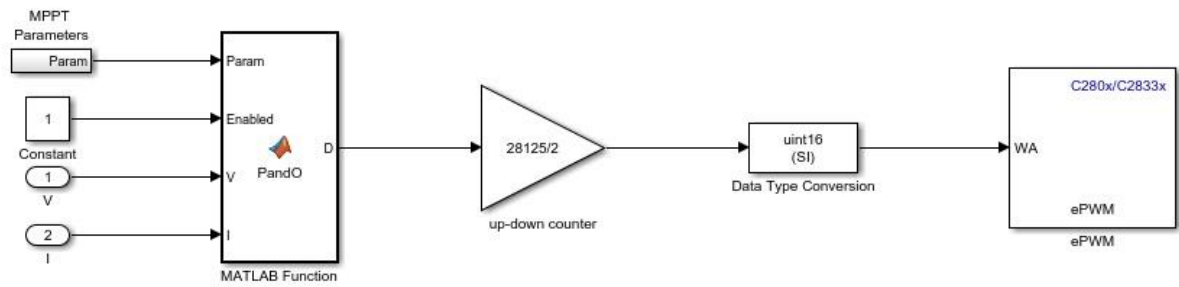 MPPT
Parameters
Param
Param
1
Constant
Enabled
1
V
V
2
I
I
D
PandO
MATLAB Function
28125/2
up-down counter
uint16
(SI)
Data Type Conversion
C280x/C2833x
WA
ePWM
ePWM